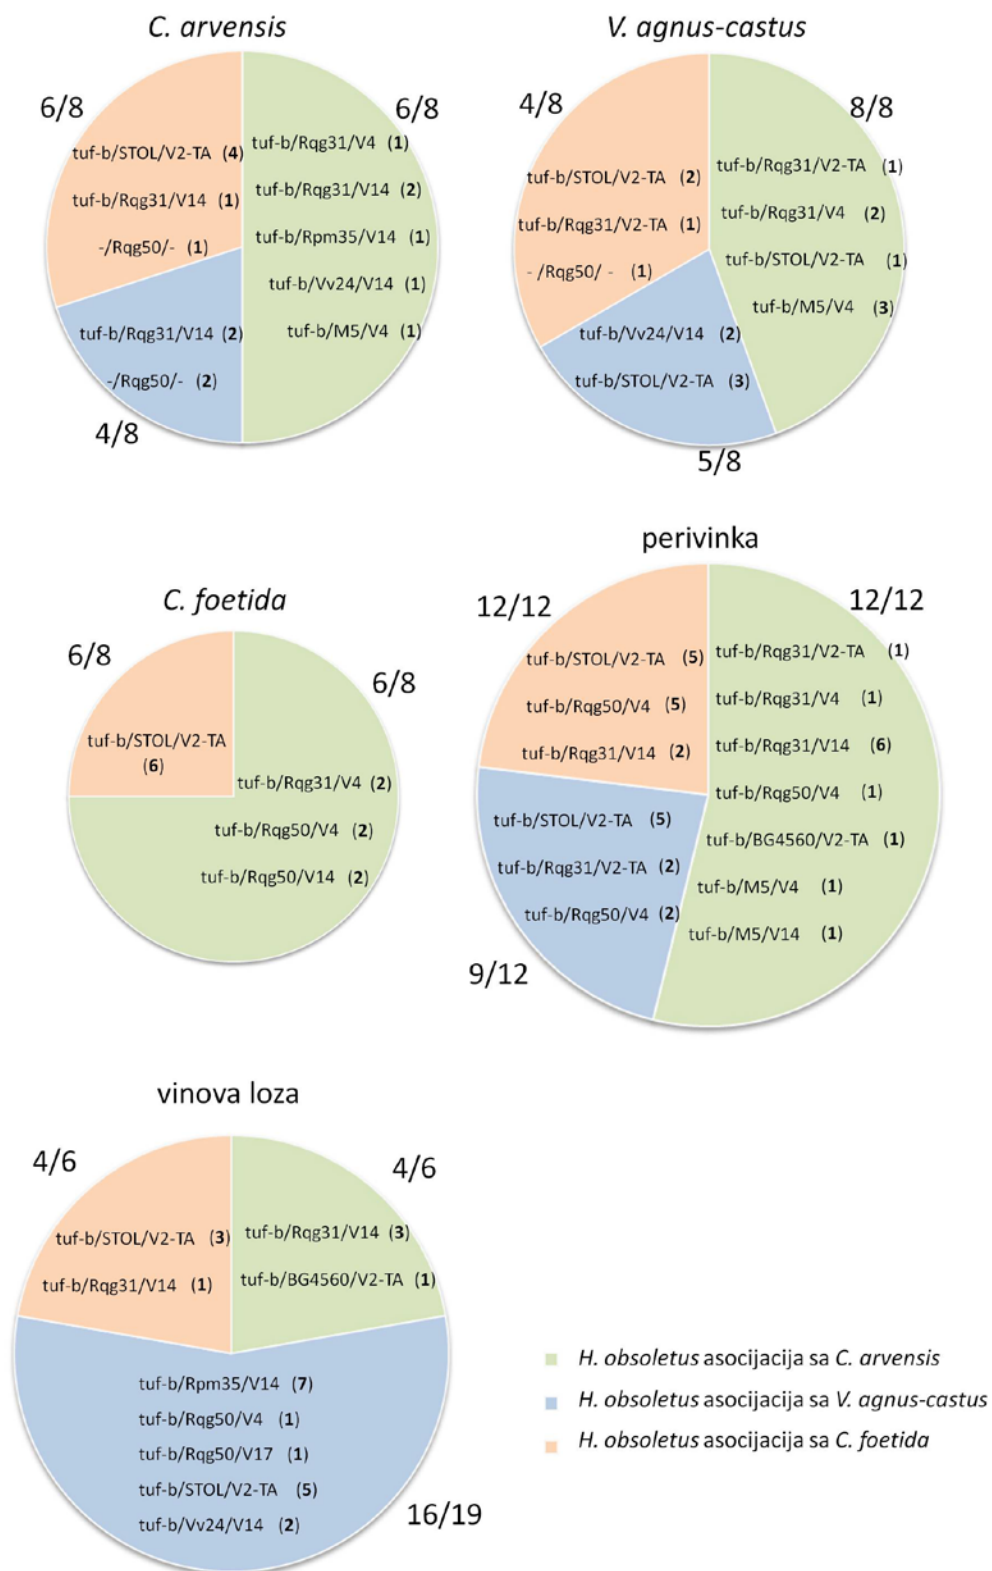 C. arvensis
6/8
6/8
tuf-b/STOL/V2-TA (4)
tuf-b/Rqg31/V14 (1)
-/Rqg50/- (1)
tuf-b/Rqg31/V4 (1)
tuf-b/Rqg31/V14 (2)
tuf-b/Rpm35/V14 (1)
tuf-b/Vv24/V14 (1)
tuf-b/M5/V4 (1)
tuf-b/Rqg31/V14 (2)
-/Rqg50/- (2)
4/8
V. agnus-castus
4/8
8/8
tuf-b/STOL/V2-TA (2)
tuf-b/Rqg31/V2-TA (1)
- /Rqg50/ - (1)
tuf-b/Rqg31/V2-TA (1)
tuf-b/Rqg31/V4 (2)
tuf-b/STOL/V2-TA (1)
tuf-b/M5/V4 (3)
tuf-b/Vv24/V14 (2)
tuf-b/STOL/V2-TA (3)
5/8
C. foetida
6/8
6/8
tuf-b/STOL/V2-TA
(6)
tuf-b/Rqg31/V4 (2)
tuf-b/Rqg50/V4 (2)
tuf-b/Rqg50/V14 (2)
perivinka
12/12
12/12
tuf-b/STOL/V2-TA (5)
tuf-b/Rqg50/V4 (5)
tuf-b/Rqg31/V14 (2)
tuf-b/Rqg31/V2-TA (1)
tuf-b/Rqg31/V4 (1)
tuf-b/Rqg31/V14 (6)
tuf-b/Rqg50/V4 (1)
tuf-b/BG4560/V2-TA (1)
tuf-b/M5/V4 (1)
tuf-b/M5/V14 (1)
tuf-b/STOL/V2-TA (5)
tuf-b/Rqg31/V2-TA (2)
tuf-b/Rqg50/V4 (2)
9/12
vinova loza
4/6
4/6
tuf-b/STOL/V2-TA (3)
tuf-b/Rqg31/V14 (1)
tuf-b/Rqg31/V14 (3)
tuf-b/BG4560/V2-TA (1)
tuf-b/Rpm35/V14 (7)
tuf-b/Rqg50/V4 (1)
tuf-b/Rqg50/V17 (1)
tuf-b/STOL/V2-TA (5)
tuf-b/Vv24/V14 (2)
16/19
H. obsoletus asocijacija sa C. arvensis
H. obsoletus asocijacija sa V. agnus-castus
H. obsoletus asocijacija sa C. foetida